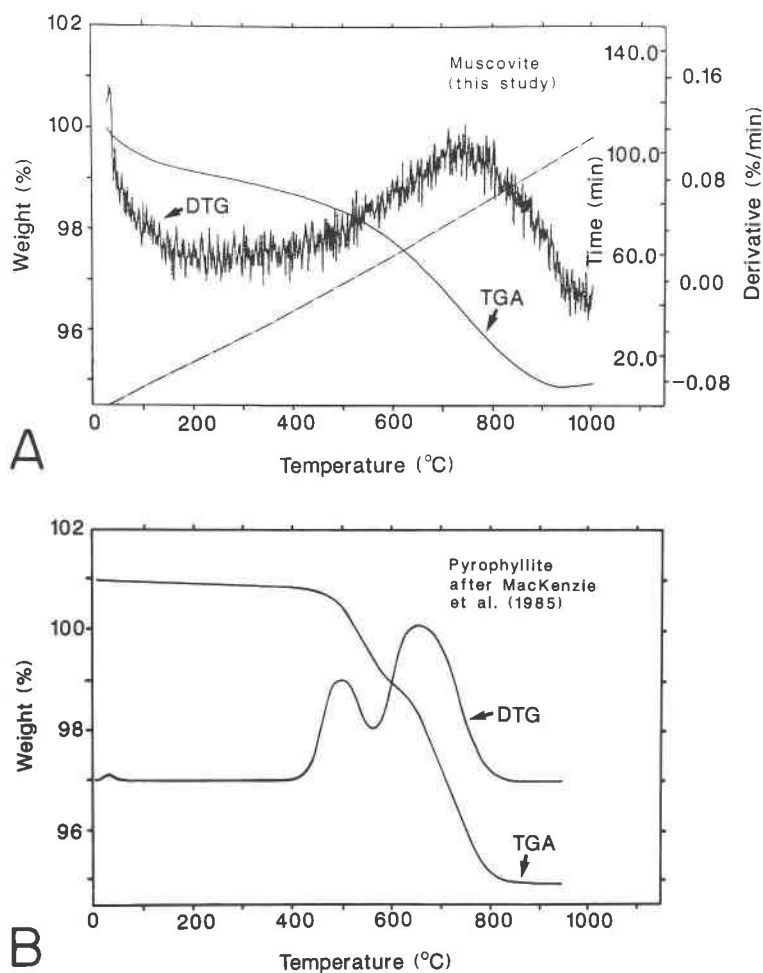 A
102
100
98
96
Weight (%)
0
200
400
600
800
1000
Temperature (°C)
Muscovite
(this study)
DTG
TGA
140.0
100.0
60.0
20.0
Time (min)
0.16
0.08
0.00
-0.08
Derivative (%/min)
B
102
100
98
96
Weight (%)
0
200
400
600
800
1000
Temperature (°C)
Pyrophyllite
after MacKenzie
et al. (1985)
DTG
TGA